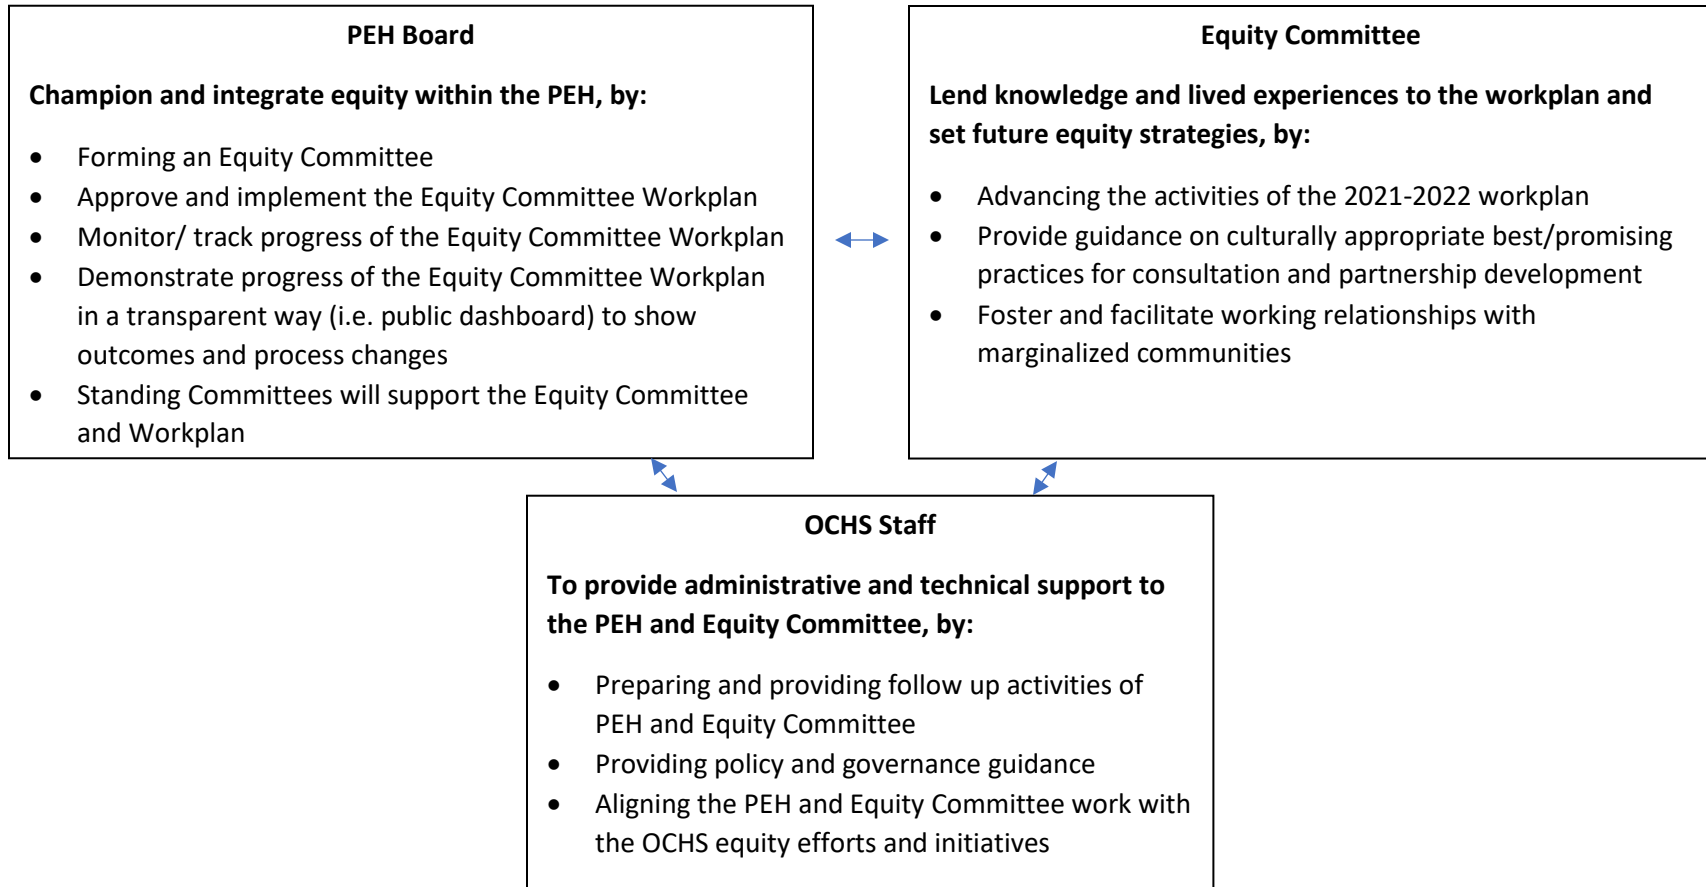 PEH Board
Champion and integrate equity within the PEH, by:
• Forming an Equity Committee
• Approve and implement the Equity Committee Workplan
• Monitor/ track progress of the Equity Committee Workplan
• Demonstrate progress of the Equity Committee Workplan
in a transparent way (i.e. public dashboard) to show
outcomes and process changes
• Standing Committees will support the Equity Committee
and Workplan
Equity Committee
Lend knowledge and lived experiences to the workplan and
set future equity strategies, by:
• Advancing the activities of the 2021-2022 workplan
• Provide guidance on culturally appropriate best/promising
practices for consultation and partnership development
• Foster and facilitate working relationships with
marginalized communities
OCHS Staff
To provide administrative and technical support to
the PEH and Equity Committee, by:
• Preparing and providing follow up activities of
PEH and Equity Committee
• Providing policy and governance guidance
• Aligning the PEH and Equity Committee work with
the OCHS equity efforts and initiatives